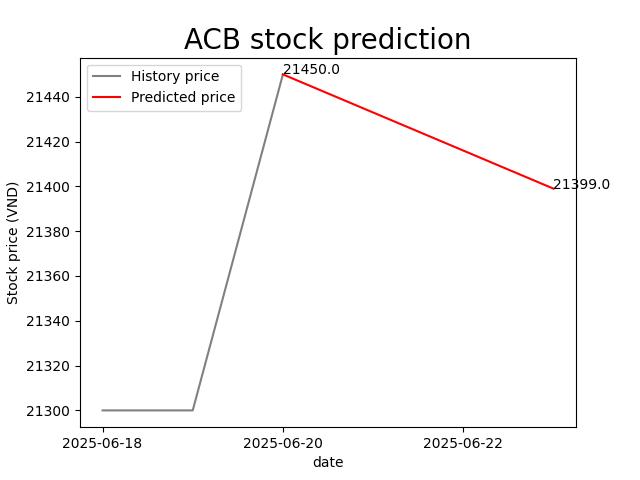 ACB stock prediction
History price
Predicted price
21450.0
21399.0
21440
21420
21400
21380
21360
21340
21320
21300
Stock price (VND)
2025-06-18
2025-06-20
2025-06-22
date